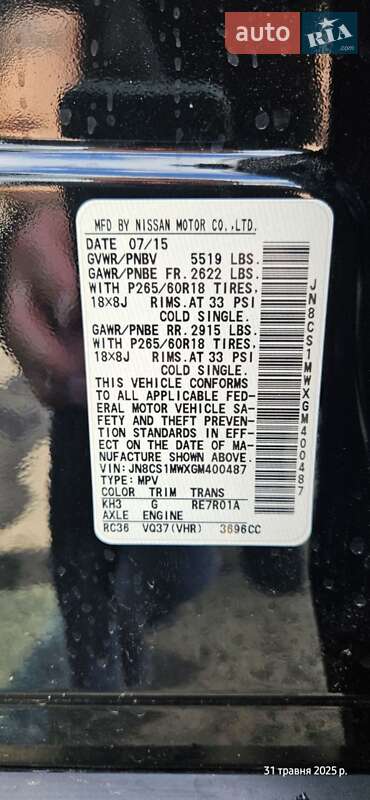 auto RIA
MFD BY NISSAN MOTOR CO.,LTD.
DATE 07/15
GVWR/PNBV 5519 LBS.
GAWR/PNBE FR.2622 LBS.
WITH P265/60R18 TIRES,
18X8J RIMS,AT 33 PSI
COLD SINGLE.
GAWR/PNBE RR.2915 LBS.
WITH P265/60R18 TIRES,
18X8J RIMS,AT 33 PSI
COLD SINGLE.
THIS VEHICLE CONFORMS
TO ALL APPLICABLE FED-
ERAL MOTOR VEHICLE SA-
FETY AND THEFT PREVEN-
TION STANDARDS IN EFF-
ECT ON THE DATE OF MA-
NUFACTURE SHOWN ABOVE.
VIN:JN8CS1MWXGM400487
TYPE:MPV
COLOR TRIM TRANS
KH3 G RE7R01A
AXLE ENGINE
RC36 VQ37(VHR) 3696CC
JN8CS1MWXGM400487
31 травня 2025 р.